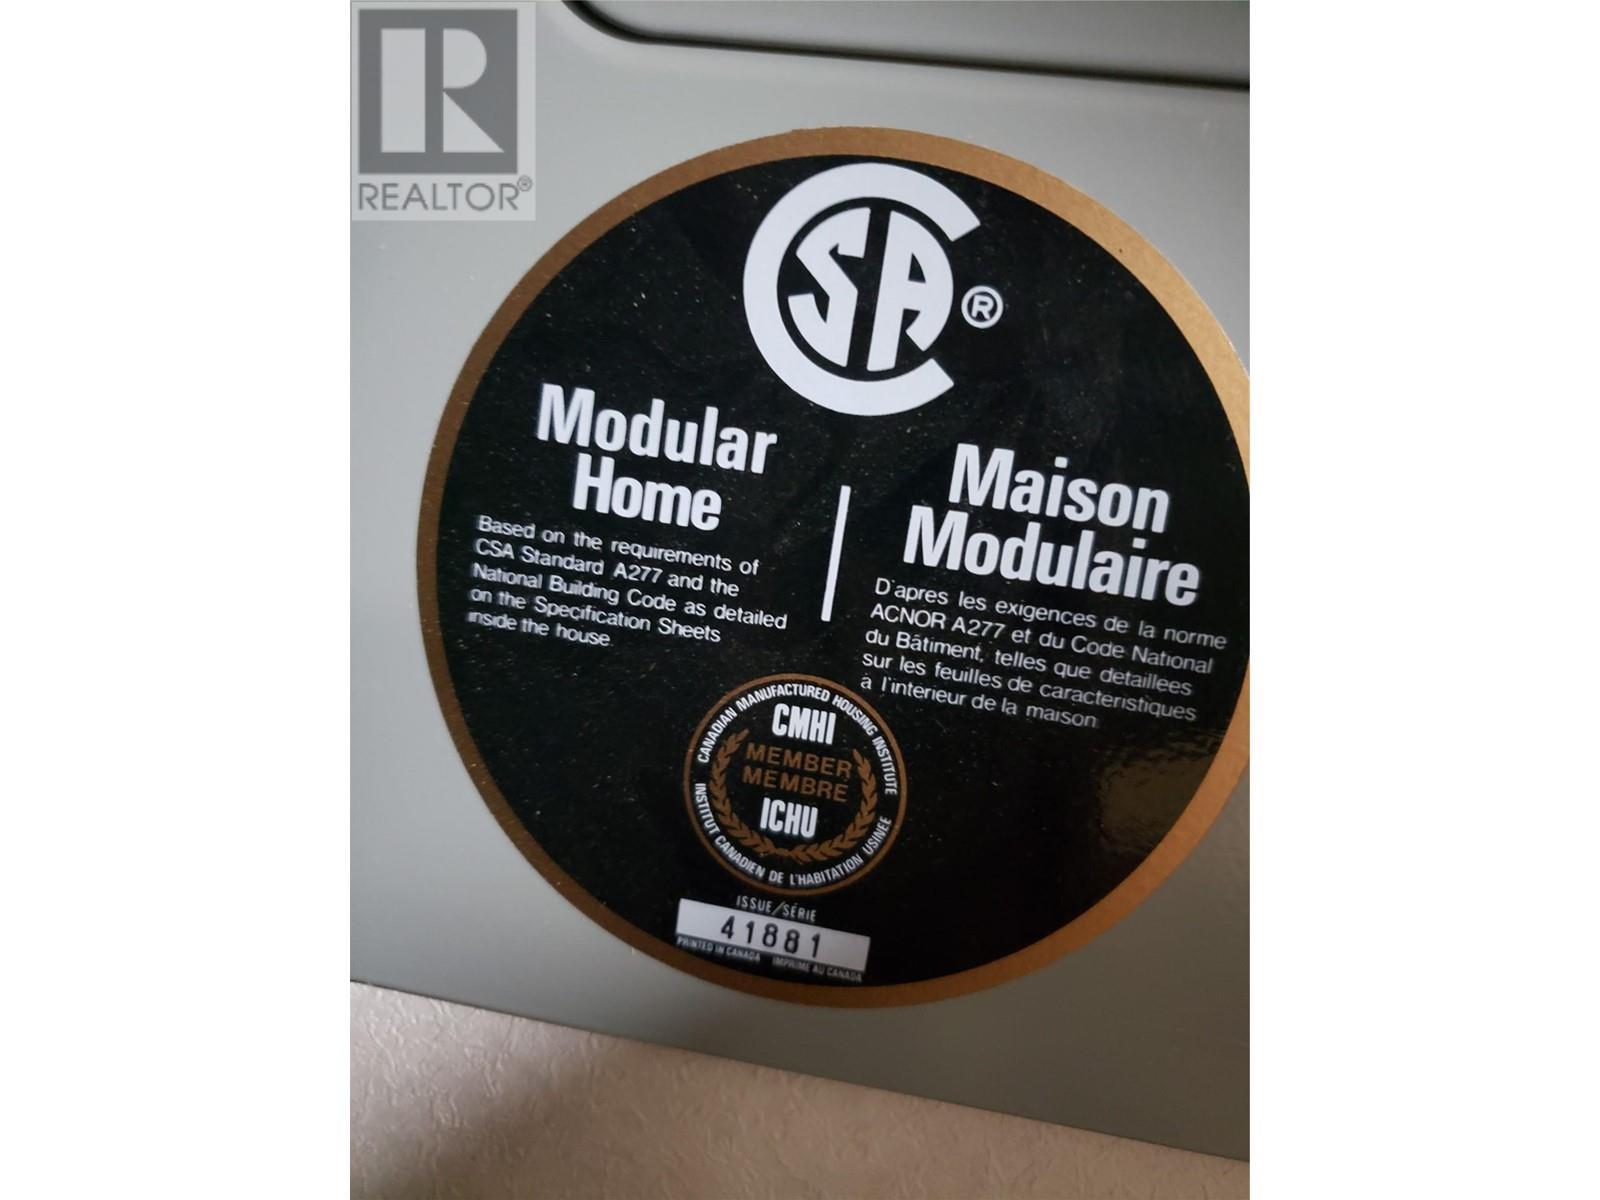 REALTOR®
CSA®
Modular
Home
Based on the requirements of
CSA Standard A277 and the
National Building Code as detailed
on the Specification Sheets
inside the house.
Maison
Modulaire
D'apres les exigences de la norme
ACNOR A277 et du Code National
du Bâtiment, telles que detaillees
sur les feuilles de caracteristiques
à l'interieur de la maison
CANADIAN MANUFACTURED HOUSING INSTITUTE
CMHI
MEMBER
MEMBRE
ICHU
INSTITUT CANADIEN DE L'HABITATION USINÉE
ISSUE/SÉRIE
41881
PRINTED IN CANADA IMPRIMÉ AU CANADA